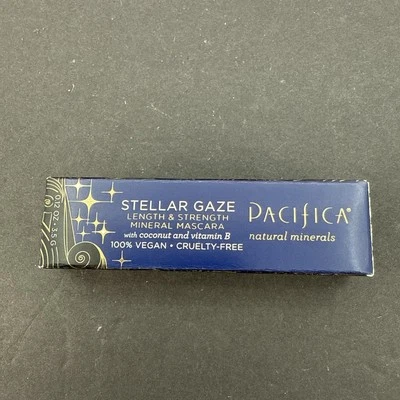 STELLAR GAZE
LENGTH & STRENGTH
MINERAL MASCARA
with coconut and vitamin B
100% VEGAN • CRUELTY-FREE
PACIFICA®
natural minerals